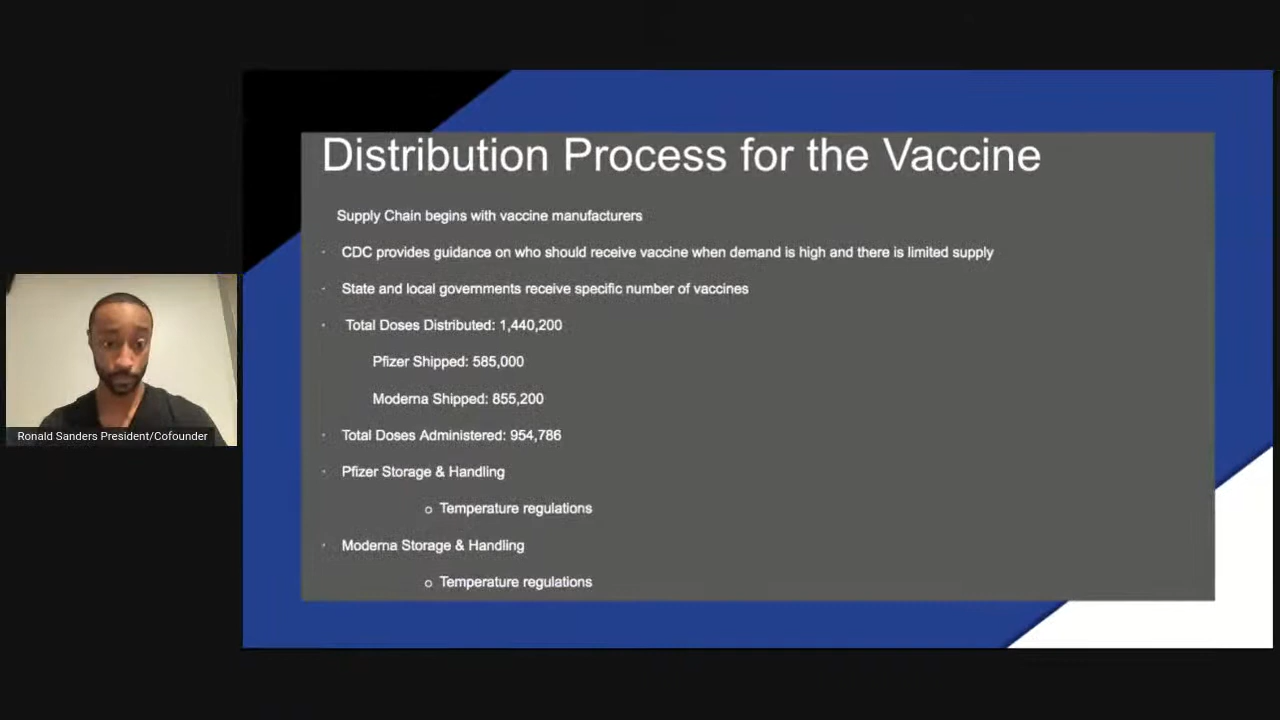 Distribution Process for the Vaccine
Supply Chain begins with vaccine manufacturers
· CDC provides guidance on who should receive vaccine when demand is high and there is limited supply
· State and local governments receive specific number of vaccines
· Total Doses Distributed: 1,440,200
Pfizer Shipped: 585,000
Moderna Shipped: 855,200
· Total Doses Administered: 954,786
· Pfizer Storage & Handling
o Temperature regulations
· Moderna Storage & Handling
o Temperature regulations
Ronald Sanders President/Cofounder